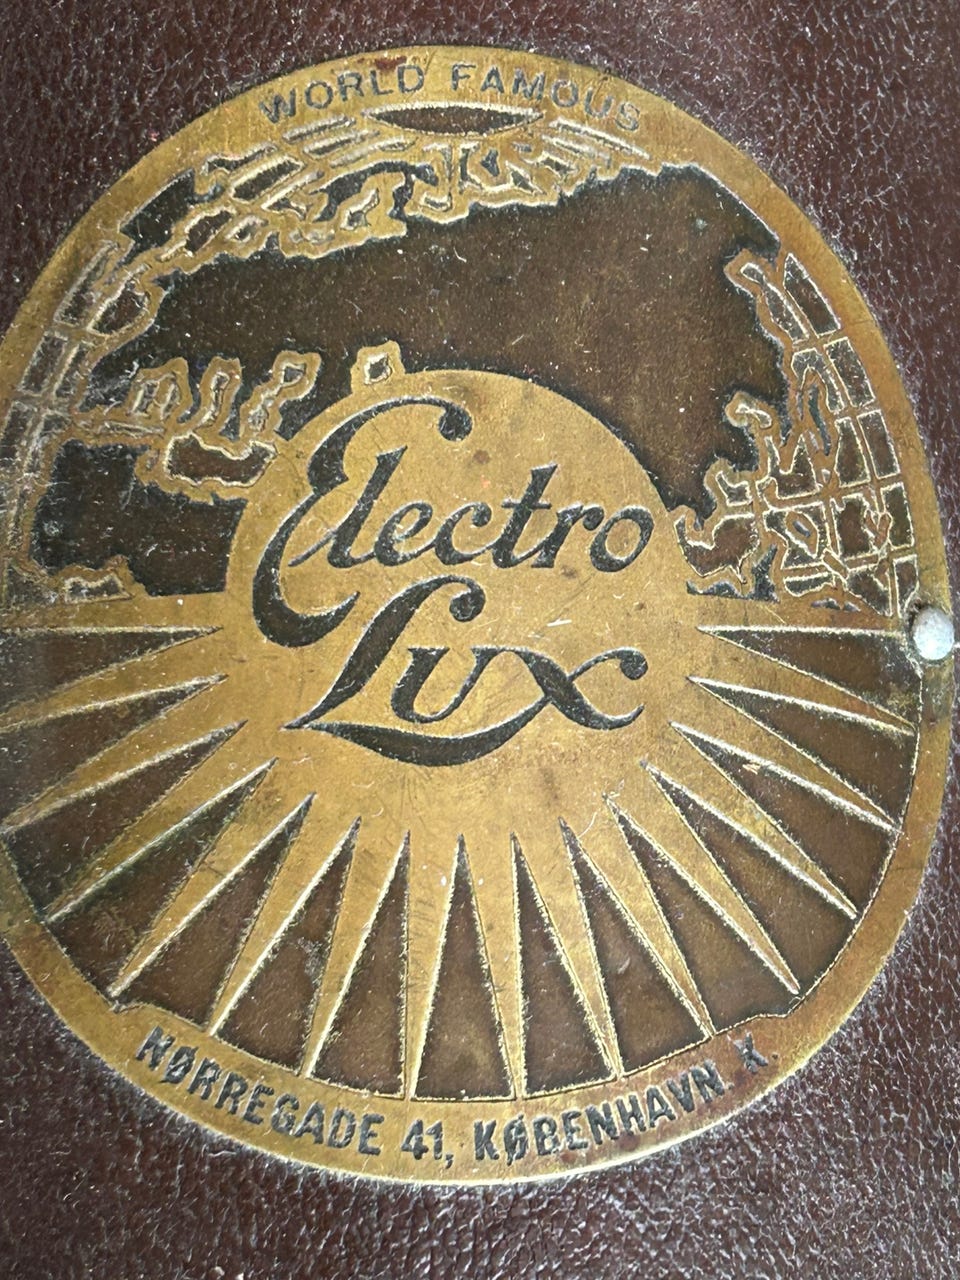 WORLD FAMOUS
Electro
Lux
NØRREGADE 41, KØBENHAVN K.